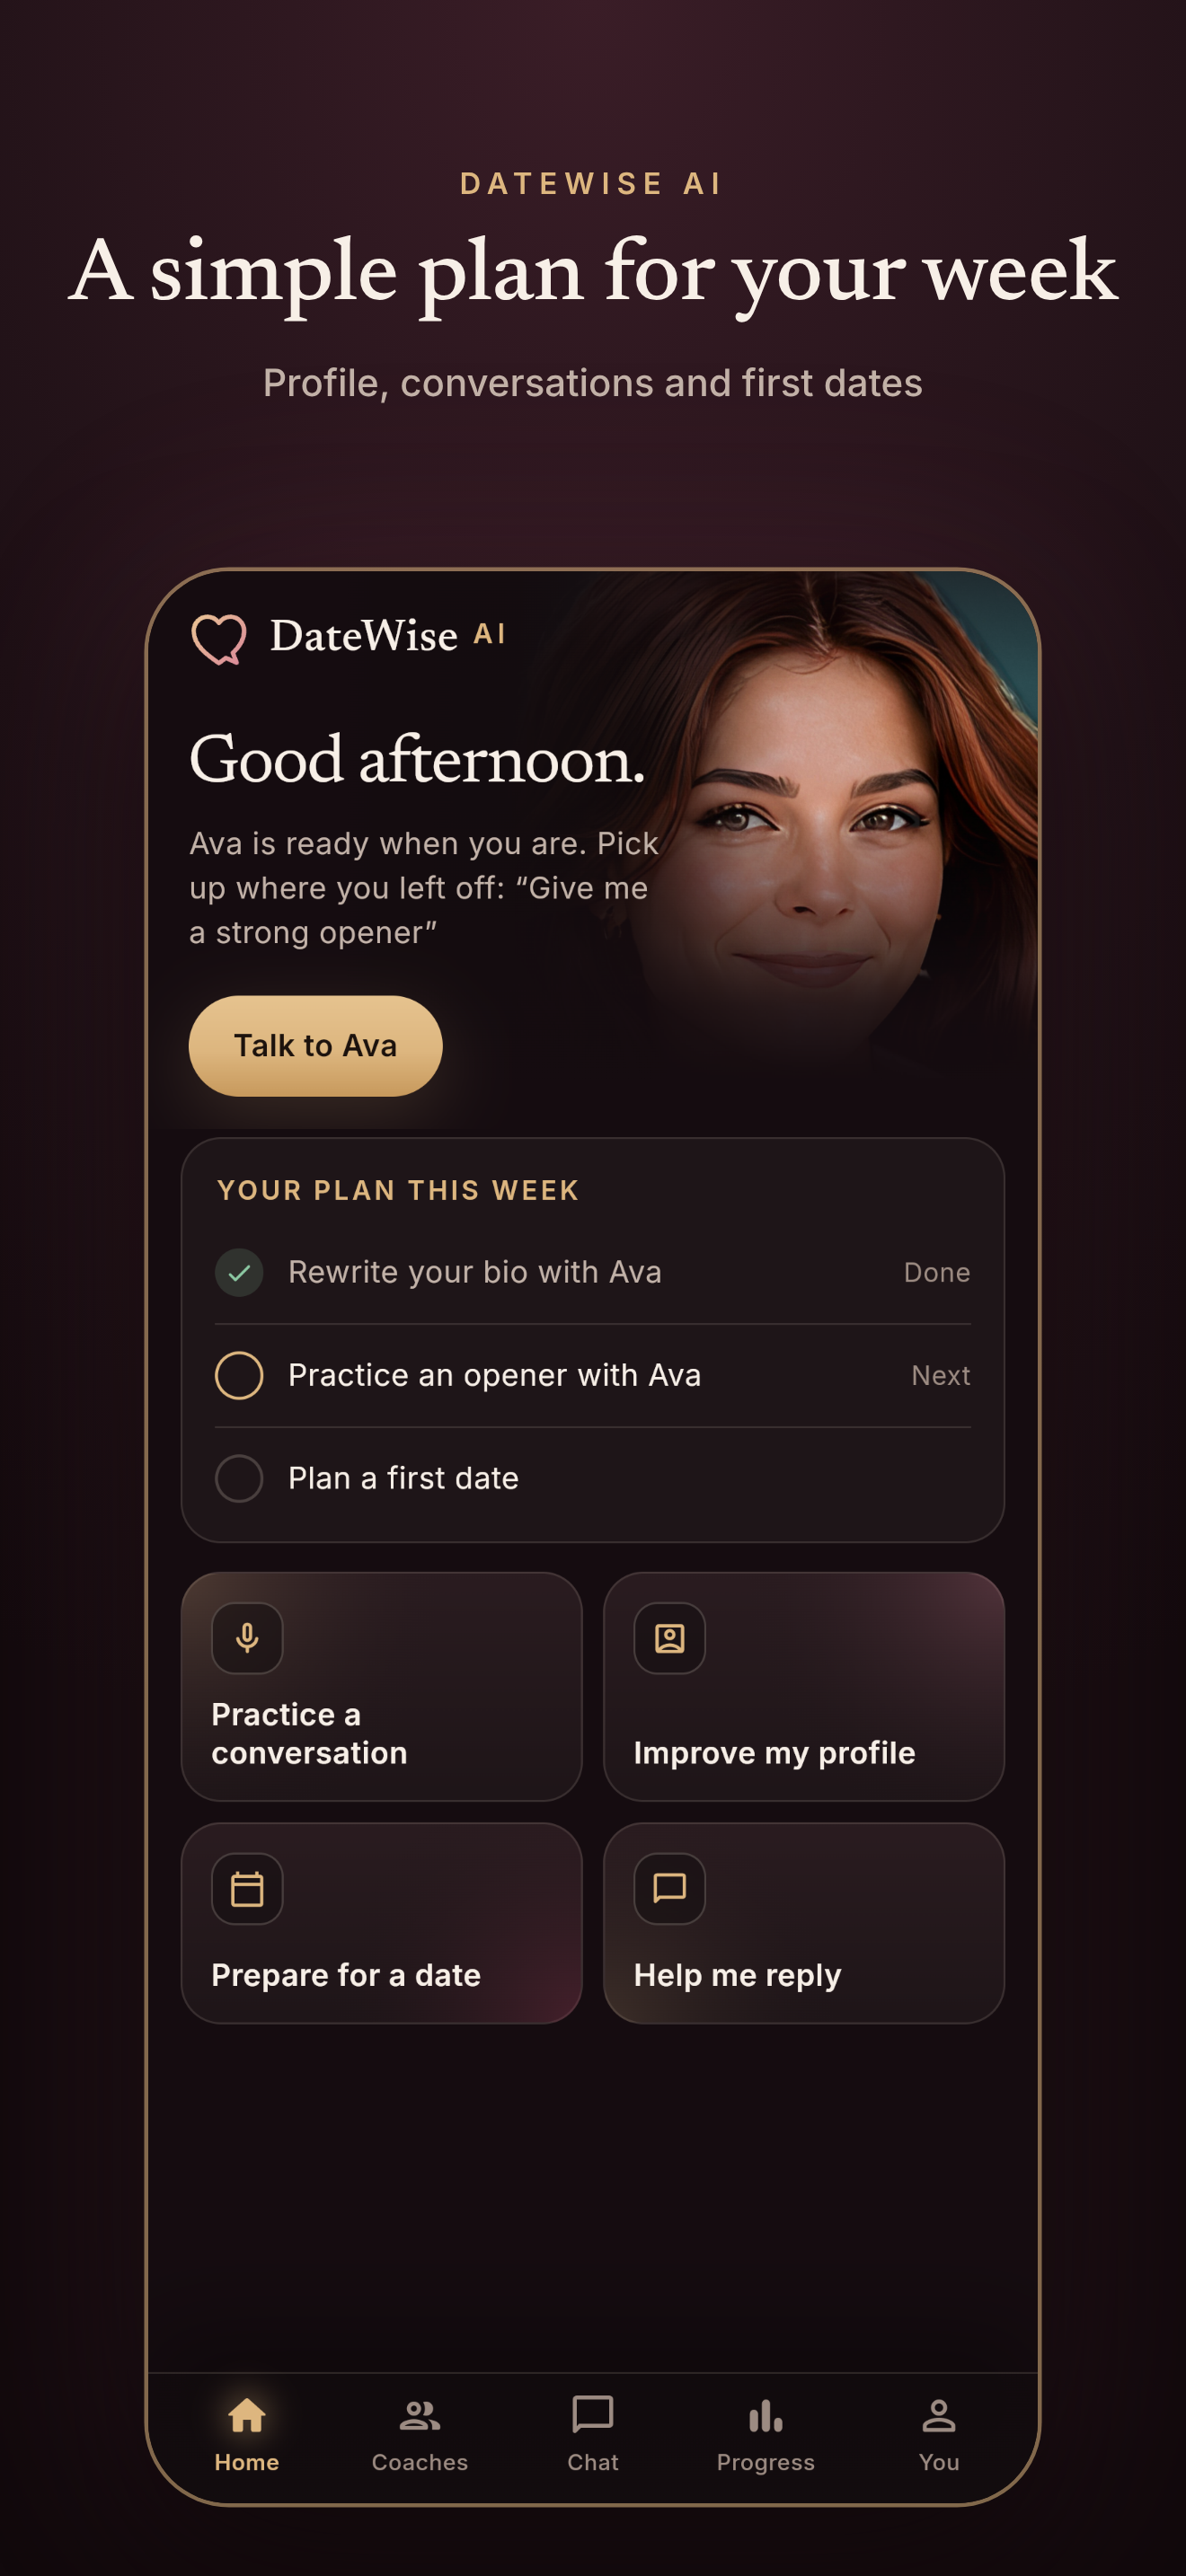 DATEWISE AI
A simple plan for your week
Profile, conversations and first dates
DateWise AI
Good afternoon.
Ava is ready when you are. Pick
up where you left off: “Give me
a strong opener”
Talk to Ava
YOUR PLAN THIS WEEK
Rewrite your bio with Ava Done
Practice an opener with Ava Next
Plan a first date
Practice a
conversation
Improve my profile
Prepare for a date
Help me reply
Home Coaches Chat Progress You